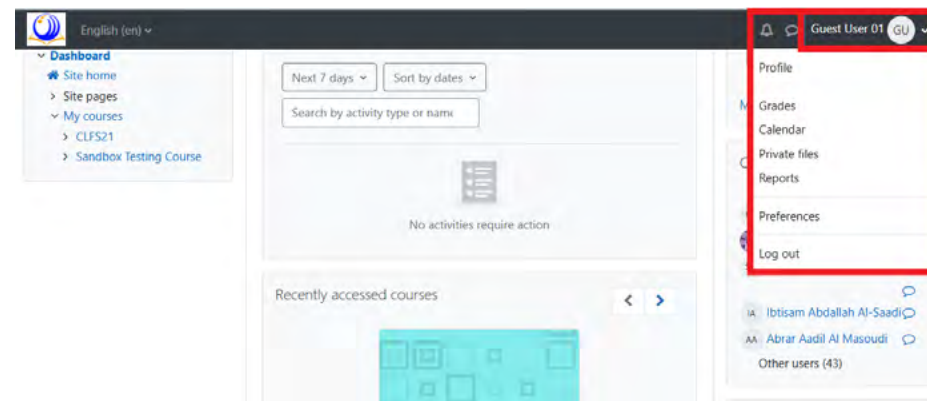 English (en)
Guest User 01 GU
Dashboard
Site home
Site pages
My courses
CLFS21
Sandbox Testing Course
Next 7 days
Sort by dates
Search by activity type or name
No activities require action
Recently accessed courses
Profile
Grades
Calendar
Private files
Reports
Preferences
Log out
IA Ibtisam Abdallah Al-Saadi
AA Abrar Aadil Al Masoudi
Other users (43)